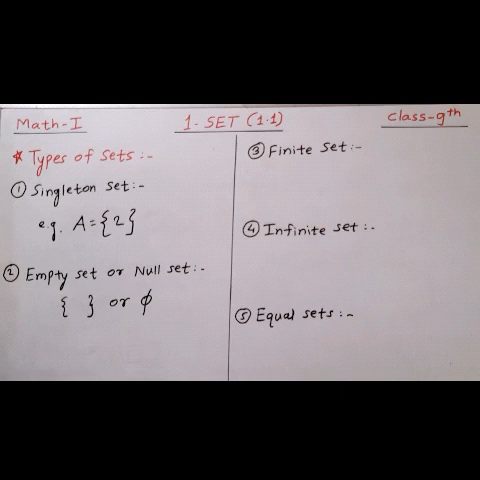 Math-I
1- SET (1.1)
Class-9th
* Types of sets :-
① Singleton set:-
e.g. A={2}
② Empty set or Null set:-
{ } or ϕ
③ Finite set:-
④ Infinite set :-
⑤ Equal sets :-